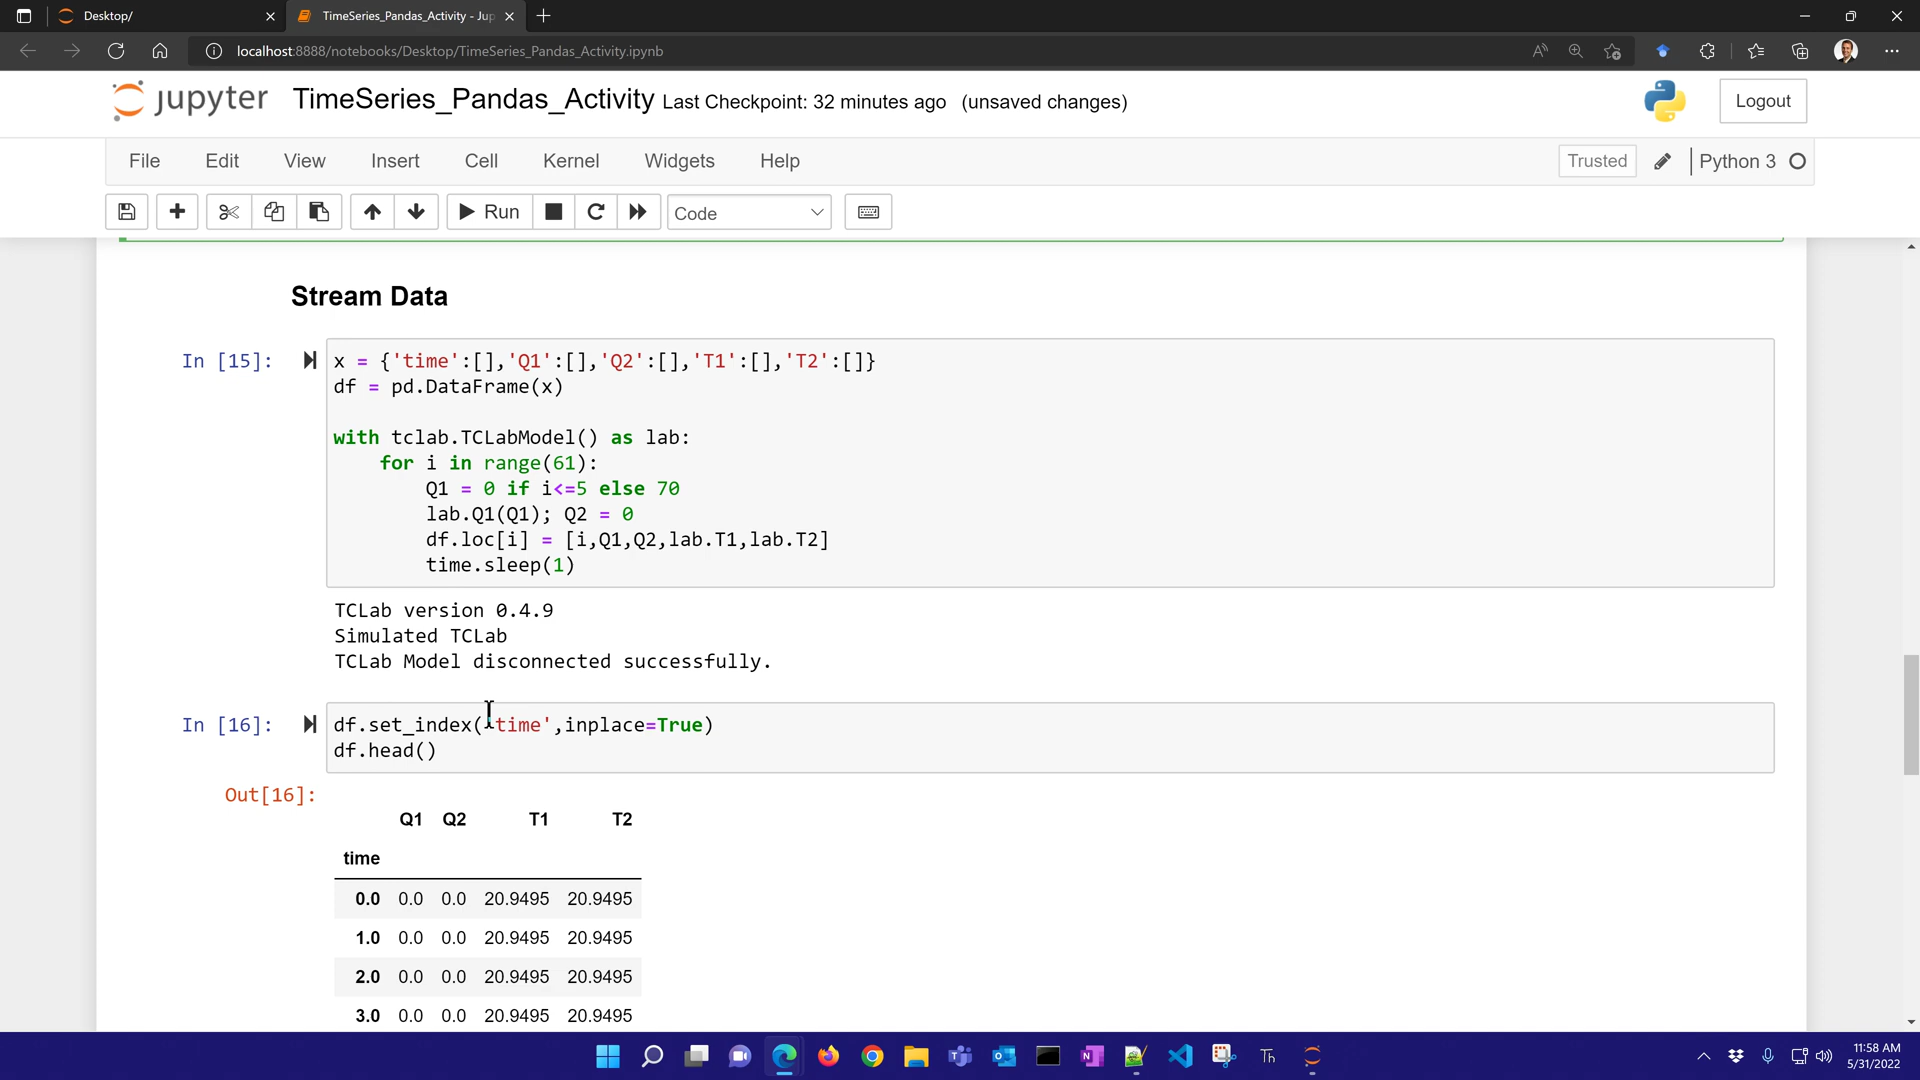 Desktop/
TimeSeries_Pandas_Activity - Jup
localhost:8888/notebooks/Desktop/TimeSeries_Pandas_Activity.ipynb
jupyter TimeSeries_Pandas_Activity Last Checkpoint: 32 minutes ago (unsaved changes)
Logout
File Edit View Insert Cell Kernel Widgets Help
Trusted Python 3
Run Code
Stream Data
In [15]:
x = {'time':[],'Q1':[],'Q2':[],'T1':[],'T2':[]}
df = pd.DataFrame(x)
with tclab.TCLabModel() as lab:
for i in range(61):
Q1 = 0 if i<=5 else 70
lab.Q1(Q1); Q2 = 0
df.loc[i] = [i,Q1,Q2,lab.T1,lab.T2]
time.sleep(1)
TCLab version 0.4.9
Simulated TCLab
TCLab Model disconnected successfully.
In [16]:
df.set_index('time',inplace=True)
df.head()
Out[16]:
Q1 Q2 T1 T2
time
0.0 0.0 0.0 20.9495 20.9495
1.0 0.0 0.0 20.9495 20.9495
2.0 0.0 0.0 20.9495 20.9495
3.0 0.0 0.0 20.9495 20.9495
Th
11:58 AM
5/31/2022